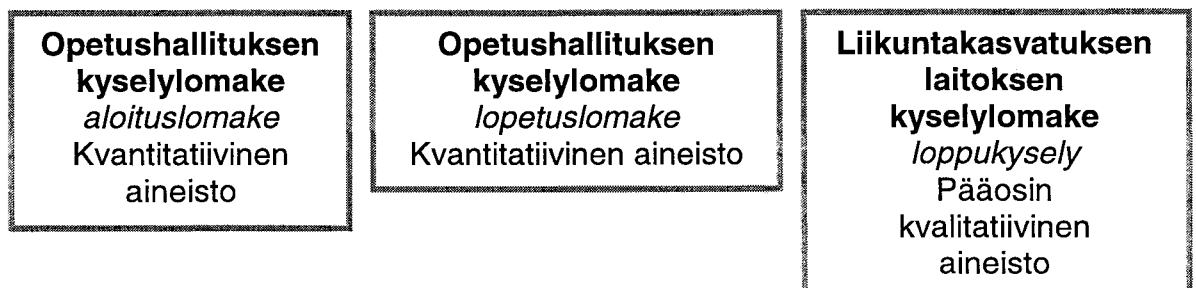 Opetushallituksen
kyselylomake
aloituslomake
Kvantitatiivinen
aineisto
Opetushallituksen
kyselylomake
lopetuslomake
Kvantitatiivinen aineisto
Liikuntakasvatuksen
laitoksen
kyselylomake
loppukysely
Pääosin
kvalitatiivinen
aineisto